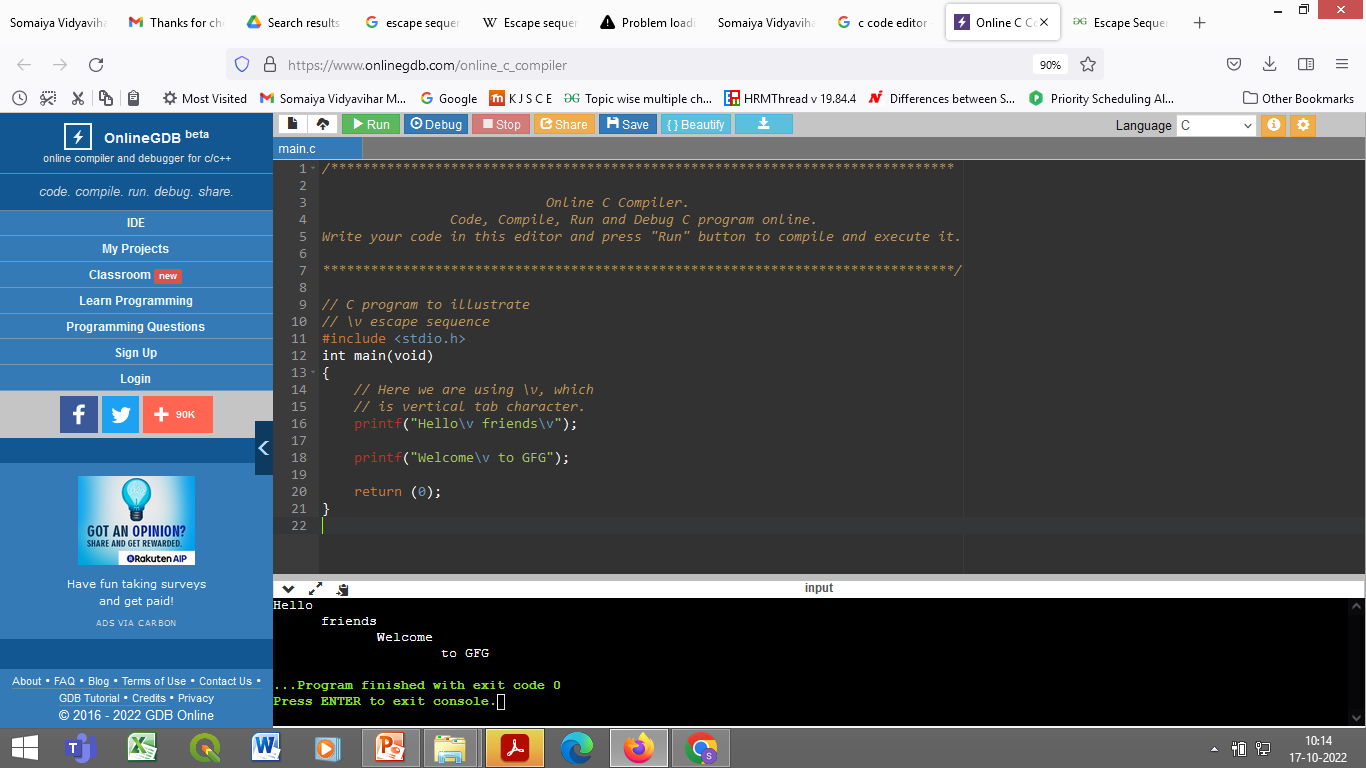 Somaiya Vidyaviha
Thanks for che
Search results
escape sequen
Escape sequen
Problem loadi
Somaiya Vidyaviha
c code editor -
Online C Co
Escape Seque
https://www.onlinegdb.com/online_c_compiler
90%
Most Visited
Somaiya Vidyavihar M...
Google
K J S C E
Topic wise multiple ch...
HRMThread v 19.84.4
Differences between S...
Priority Scheduling Al...
Other Bookmarks
OnlineGDB beta
online compiler and debugger for c/c++
code. compile. run. debug. share.
IDE
My Projects
Classroom new
Learn Programming
Programming Questions
Sign Up
Login
90K
GOT AN OPINION?
SHARE AND GET REWARDED.
Rakuten AIP
Have fun taking surveys
and get paid!
ADS VIA CARBON
About • FAQ • Blog • Terms of Use • Contact Us •
GDB Tutorial • Credits • Privacy
© 2016 - 2022 GDB Online
Run Debug Stop Share Save { } Beautify
Language C
main.c
1 /******************************************************************************
2
3 Online C Compiler.
4 Code, Compile, Run and Debug C program online.
5 Write your code in this editor and press "Run" button to compile and execute it.
6
7 *******************************************************************************/
8
9 // C program to illustrate
10 // \v escape sequence
11 #include <stdio.h>
12 int main(void)
13 {
14 // Here we are using \v, which
15 // is vertical tab character.
16 printf("Hello\v friends\v");
17
18 printf("Welcome\v to GFG");
19
20 return (0);
21 }
22
input
Hello
friends
Welcome
to GFG
...Program finished with exit code 0
Press ENTER to exit console.
10:14
17-10-2022